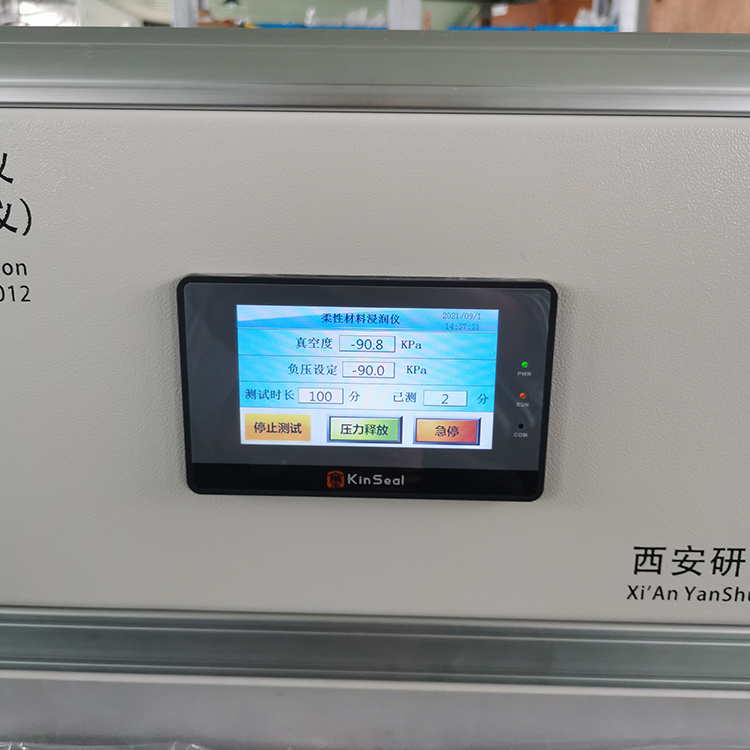 仪
仪)
on
012
柔性材料浸润仪
2021/09/1
14:37:21
真空度 -90.8 KPa
负压设定 -90.0 KPa
测试时长 100 分 已测 2 分
停止测试 压力释放 急停
PWR
RUN
COM
KinSeal
西安研
Xi'An YanShu